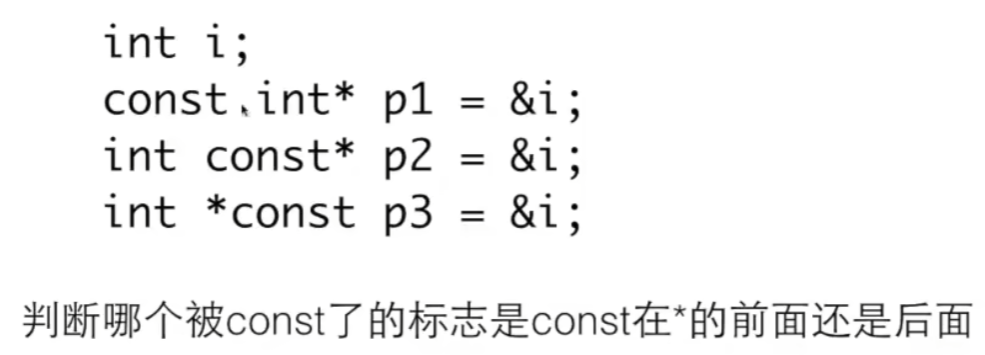 int i;
const int* p1 = &i;
int const* p2 = &i;
int *const p3 = &i;
判断哪个被const了的标志是const在*的前面还是后面